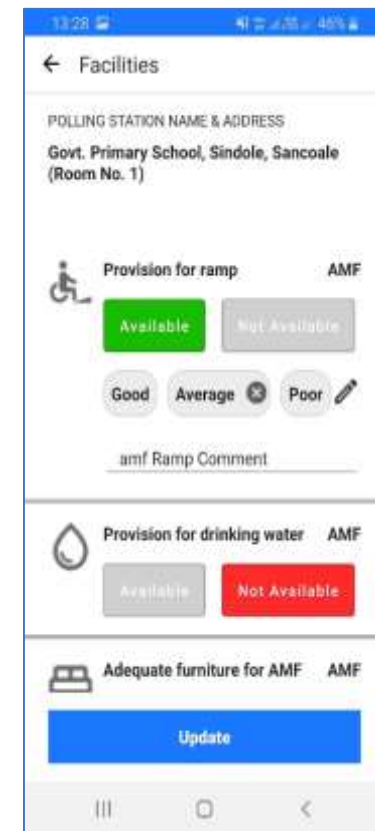 13:28
46%
Facilities
POLLING STATION NAME & ADDRESS
Govt. Primary School, Sindole, Sancoale
(Room No. 1)
Provision for ramp AMF
Available Not Available
Good Average Poor
amf Ramp Comment
Provision for drinking water AMF
Available Not Available
Adequate furniture for AMF AMF
Update